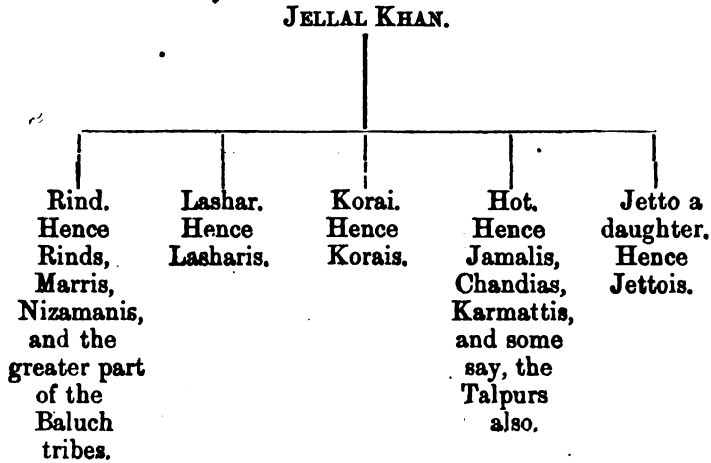 JELLAL KHAN.
Rind.
Hence
Rinds,
Marris,
Nizamanis,
and the
greater part
of the
Baluch
tribes.
Lashar.
Hence
Lasharis.
Korai.
Hence
Korais.
Hot.
Hence
Jamalis,
Chandias,
Karmattis,
and some
say, the
Talpurs
also.
Jetto a
daughter.
Hence
Jettois.